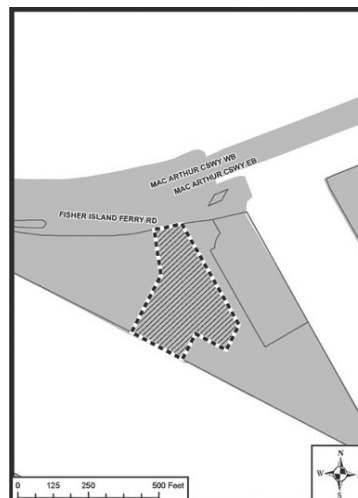 MAC ARTHUR CSWY WB
MAC ARTHUR CSWY EB
FISHER ISLAND FERRY RD
0 125 250 500 Feet
N
W E
S